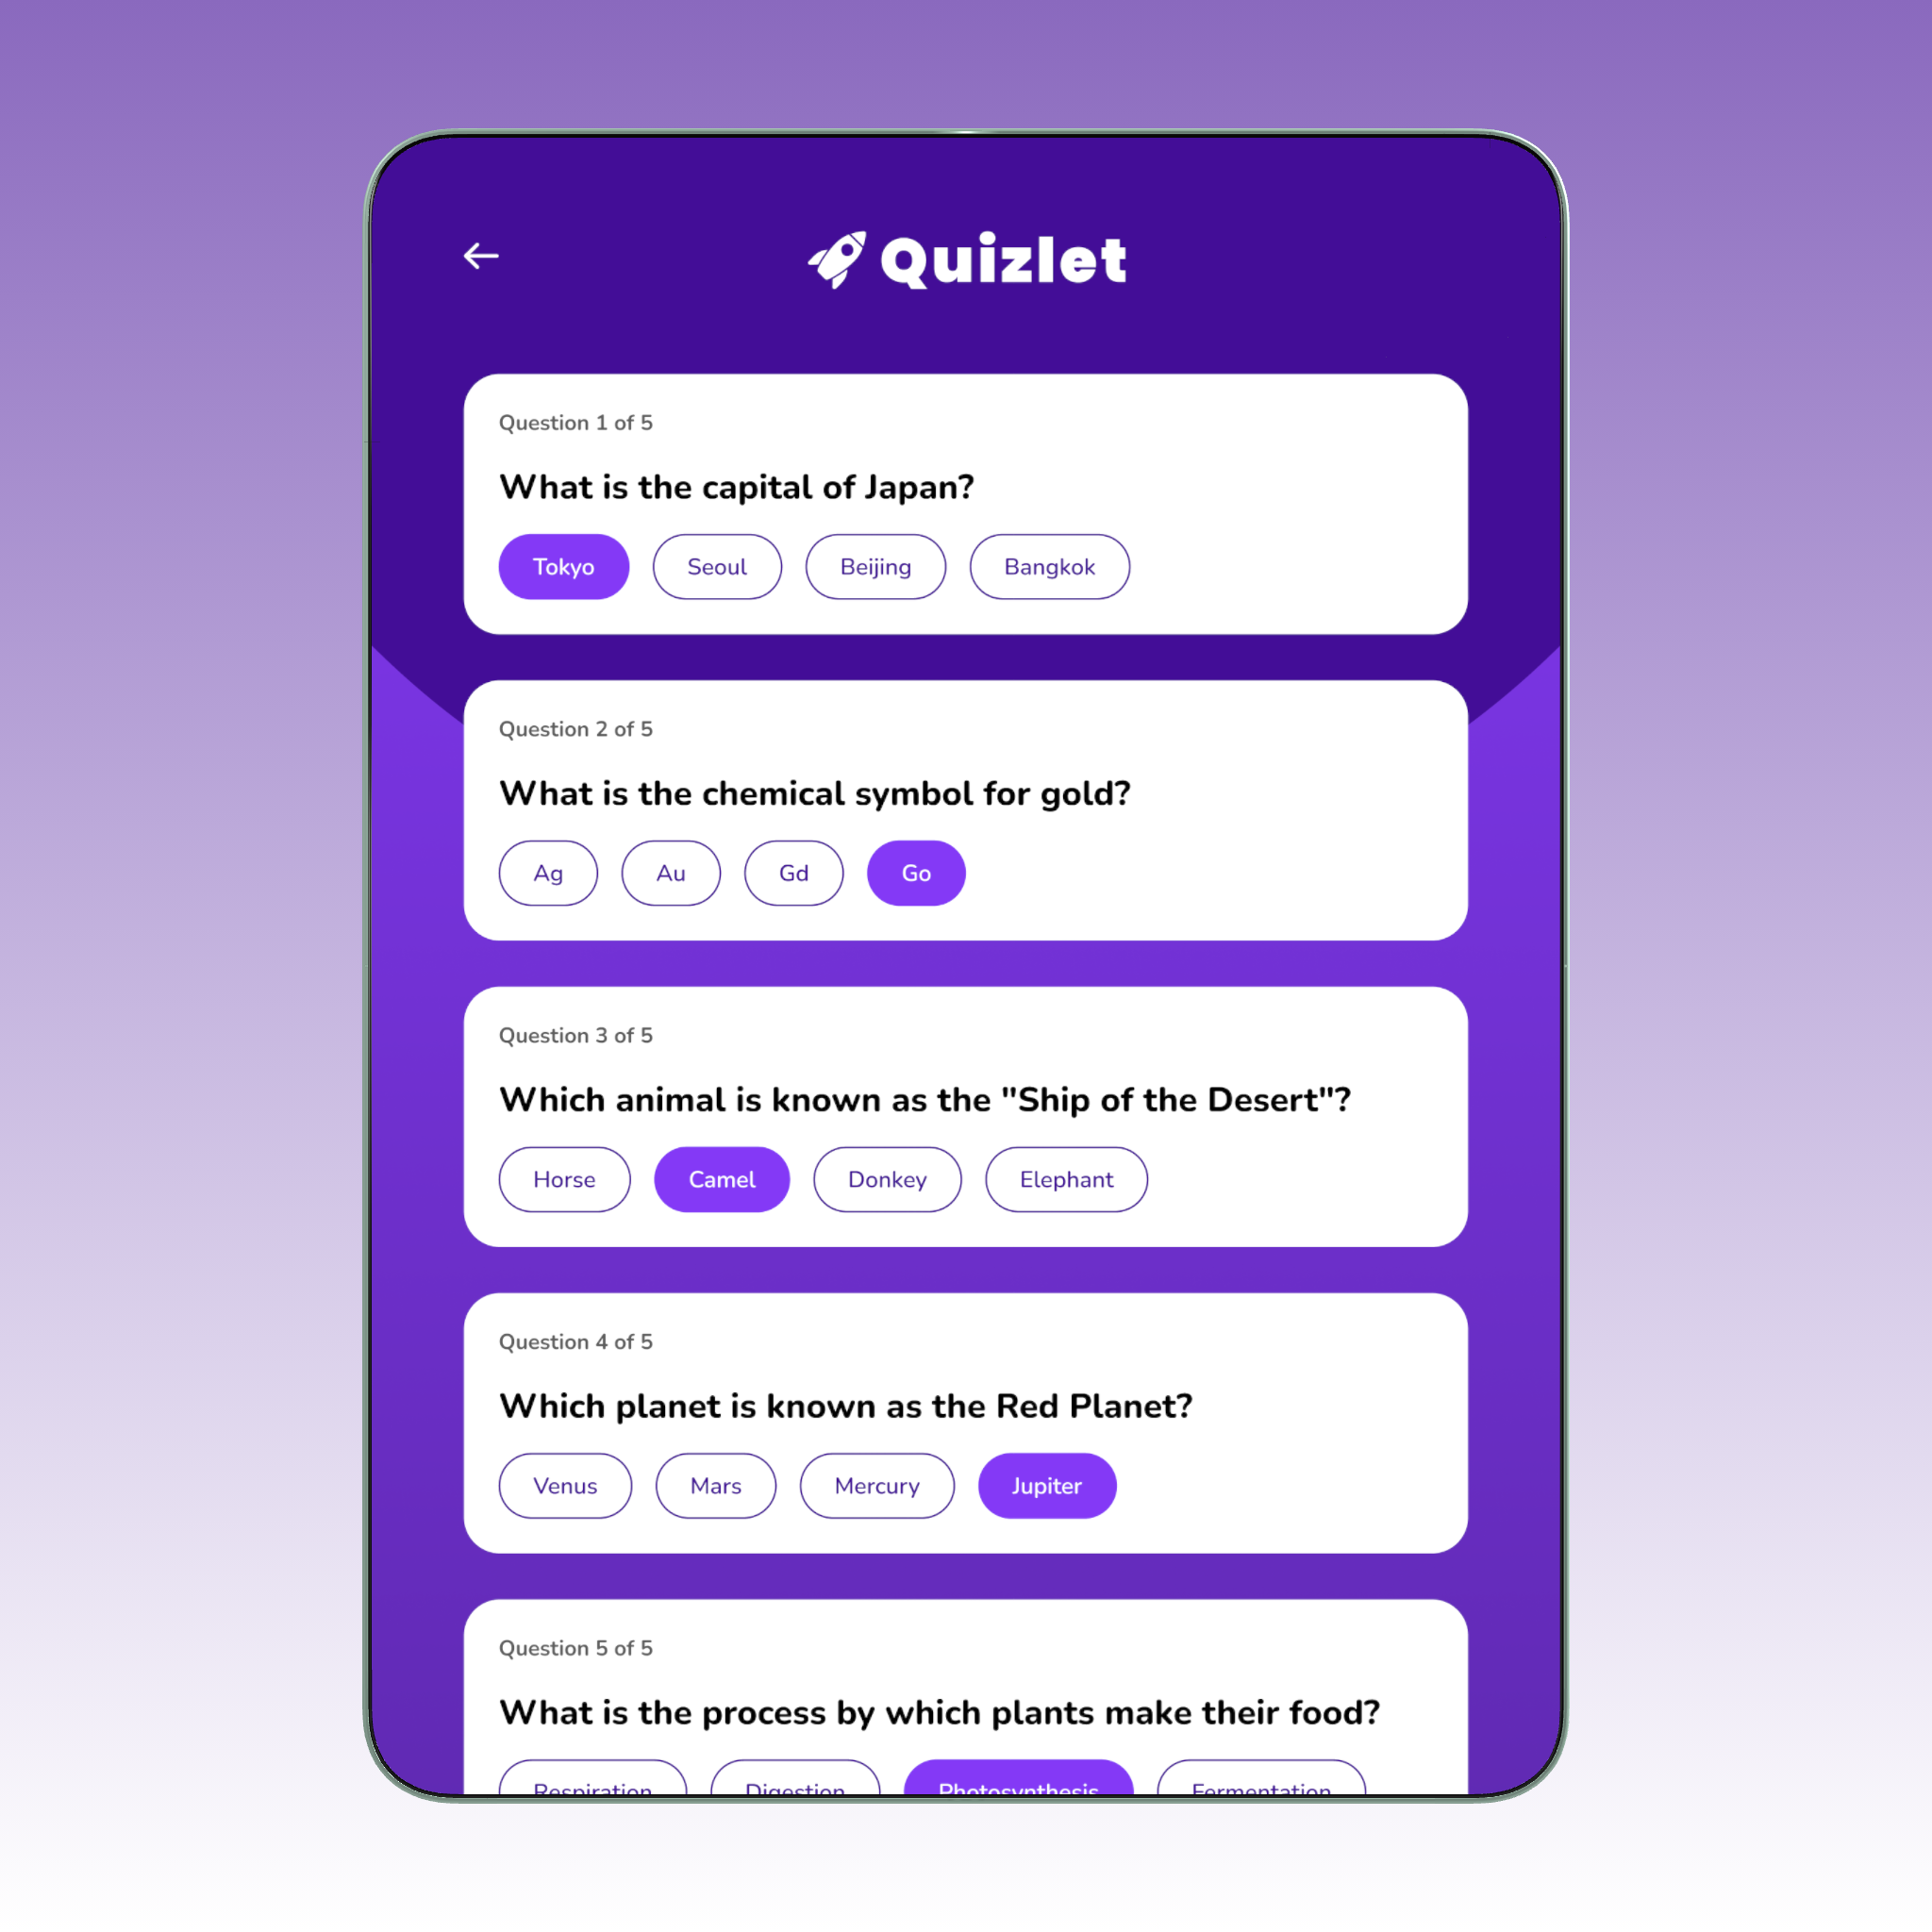 Quizlet
Question 1 of 5
What is the capital of Japan?
Tokyo Seoul Beijing Bangkok
Question 2 of 5
What is the chemical symbol for gold?
Ag Au Gd Go
Question 3 of 5
Which animal is known as the "Ship of the Desert"?
Horse Camel Donkey Elephant
Question 4 of 5
Which planet is known as the Red Planet?
Venus Mars Mercury Jupiter
Question 5 of 5
What is the process by which plants make their food?
Respiration Digestion Photosynthesis Fermentation